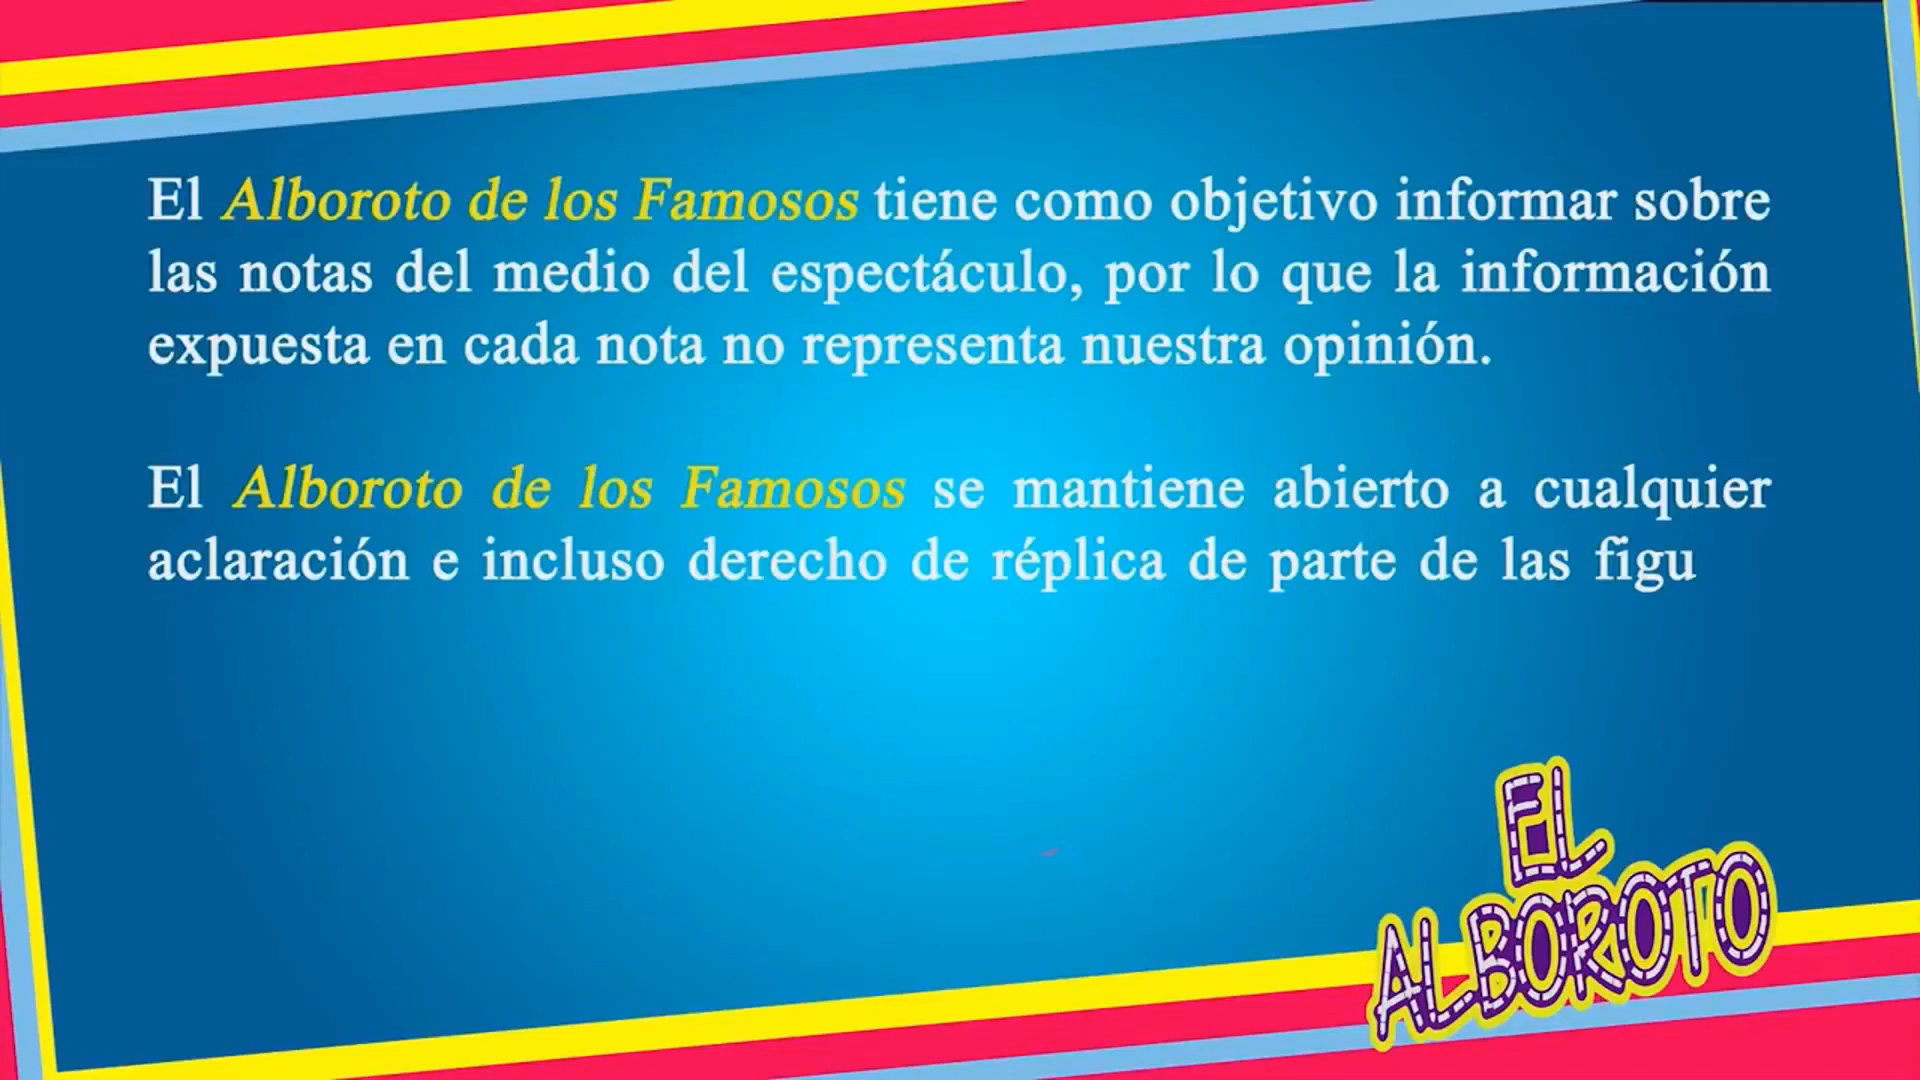 El Alboroto de los Famosos tiene como objetivo informar sobre
las notas del medio del espectáculo, por lo que la información
expuesta en cada nota no representa nuestra opinión.
El Alboroto de los Famosos se mantiene abierto a cualquier
aclaración e incluso derecho de réplica de parte de las figu
EL
ALBOROTO